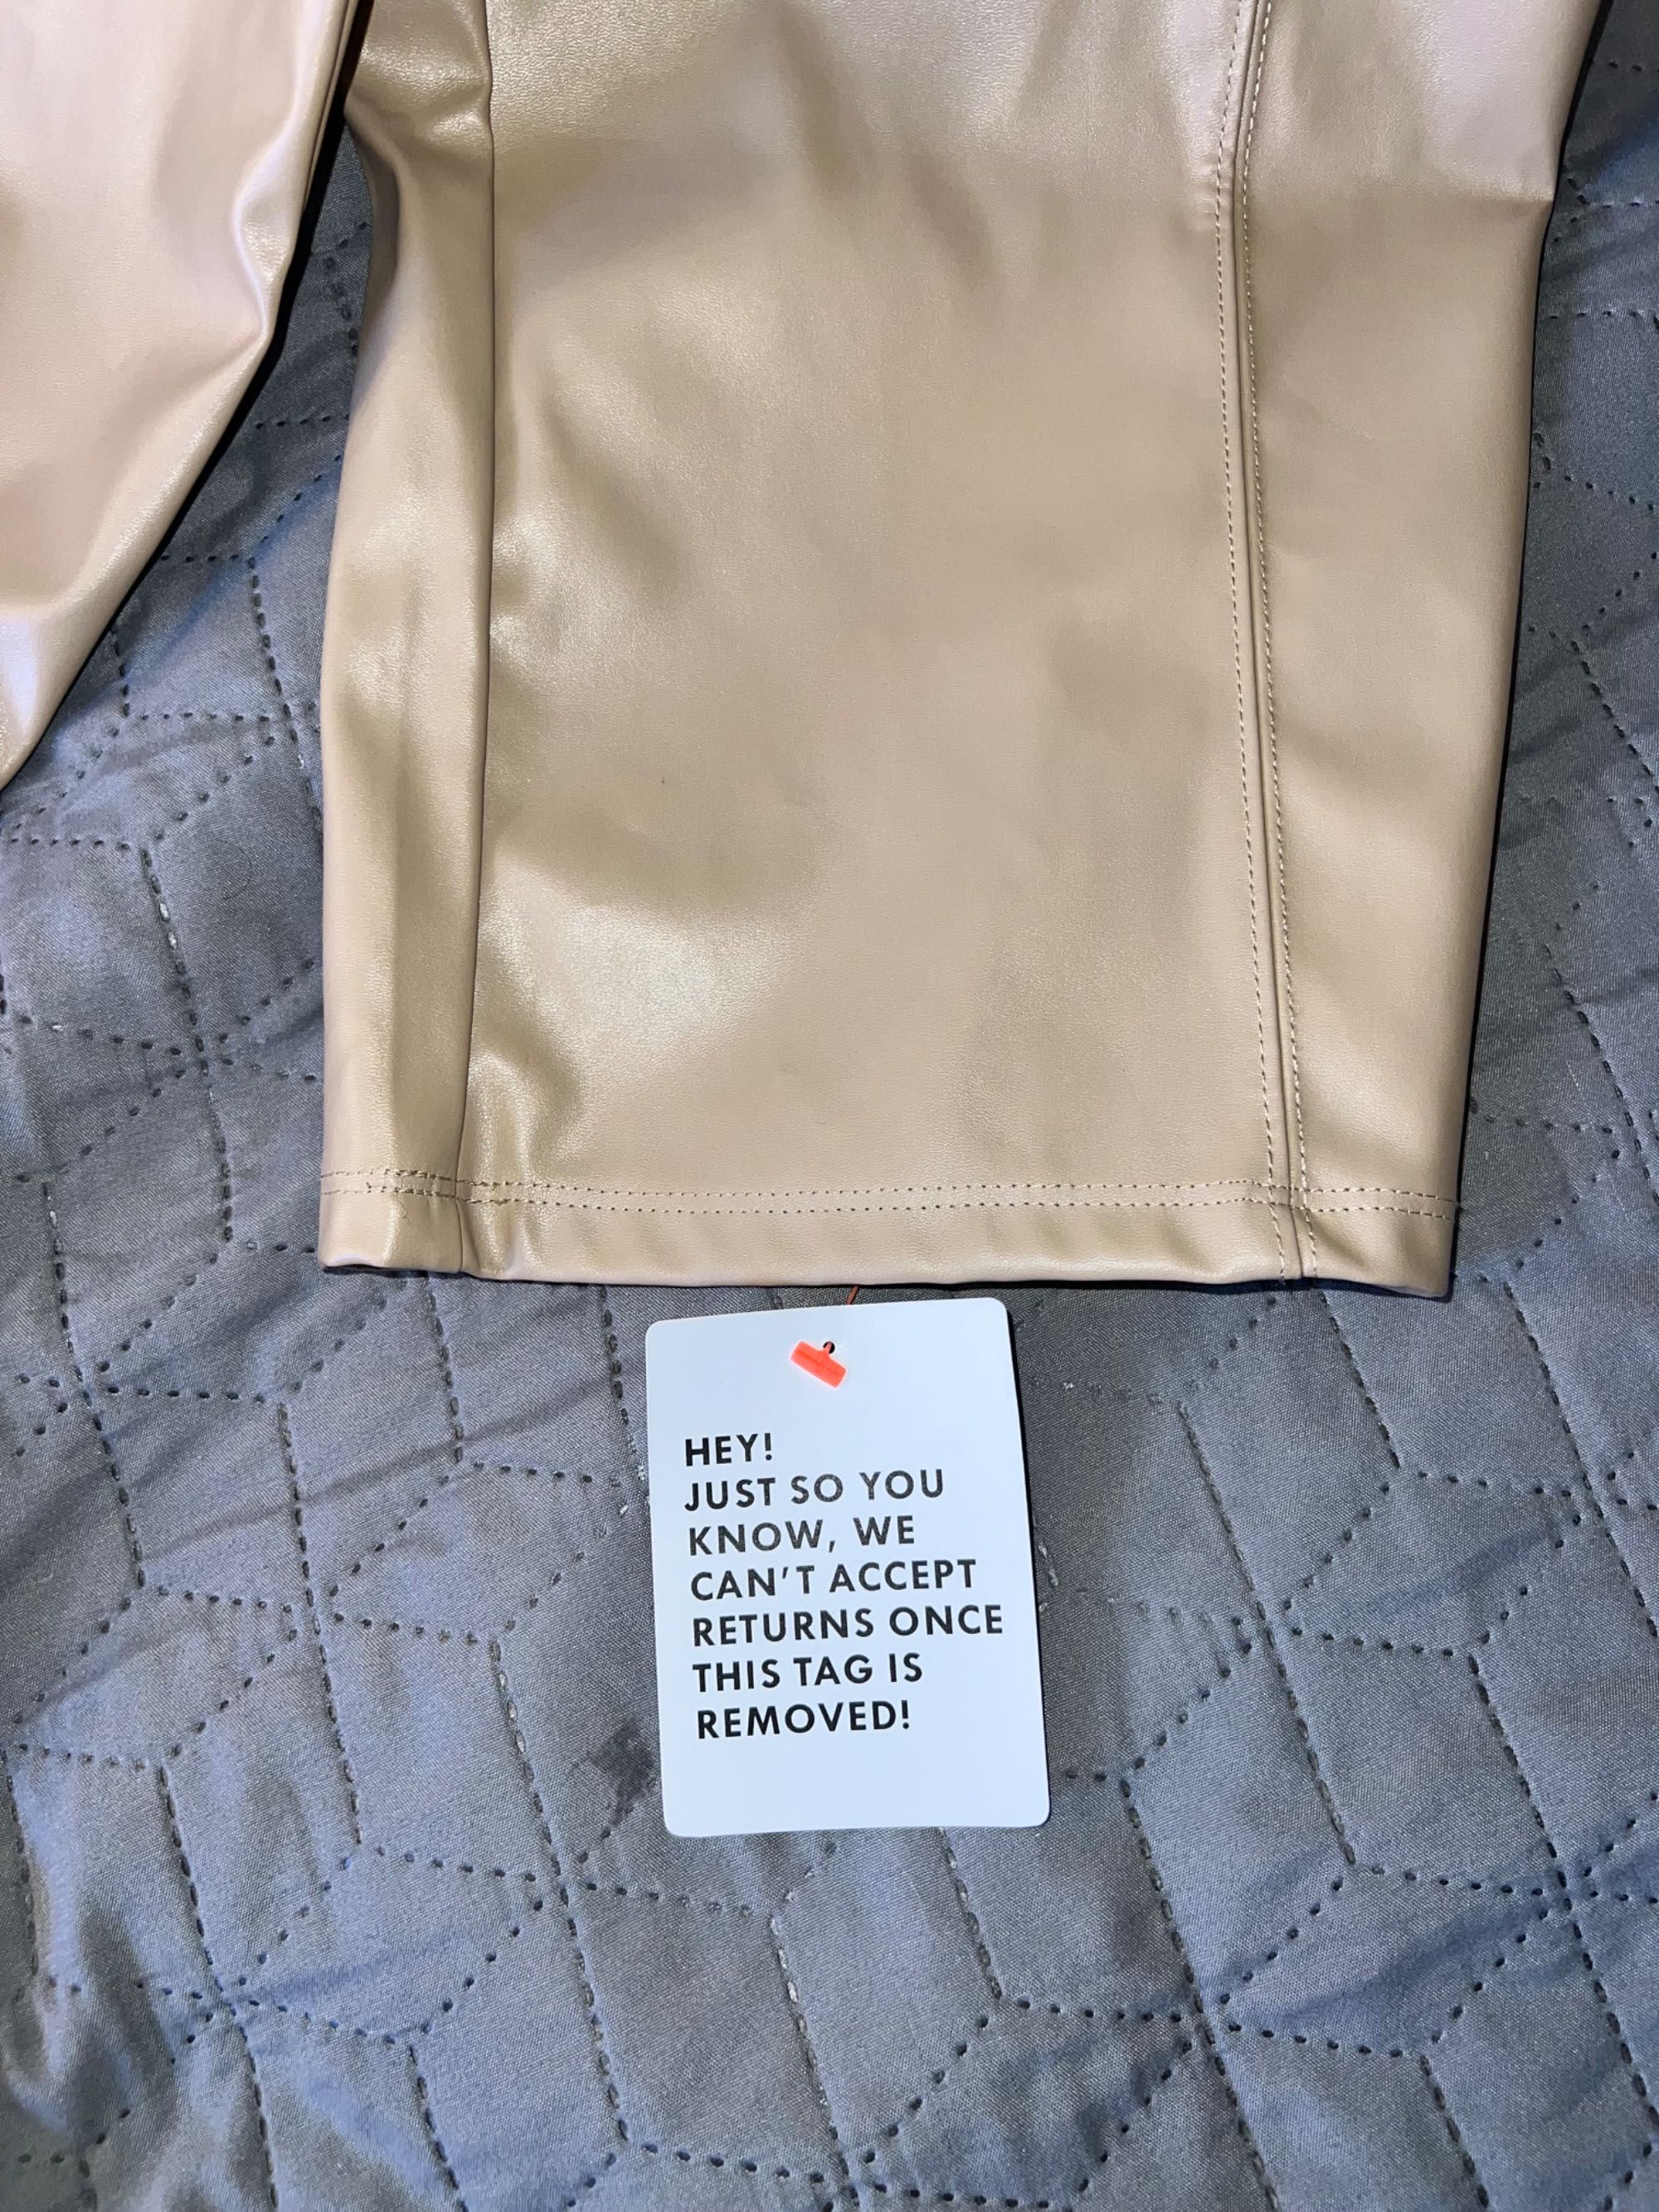 HEY!
JUST SO YOU
KNOW, WE
CAN'T ACCEPT
RETURNS ONCE
THIS TAG IS
REMOVED!